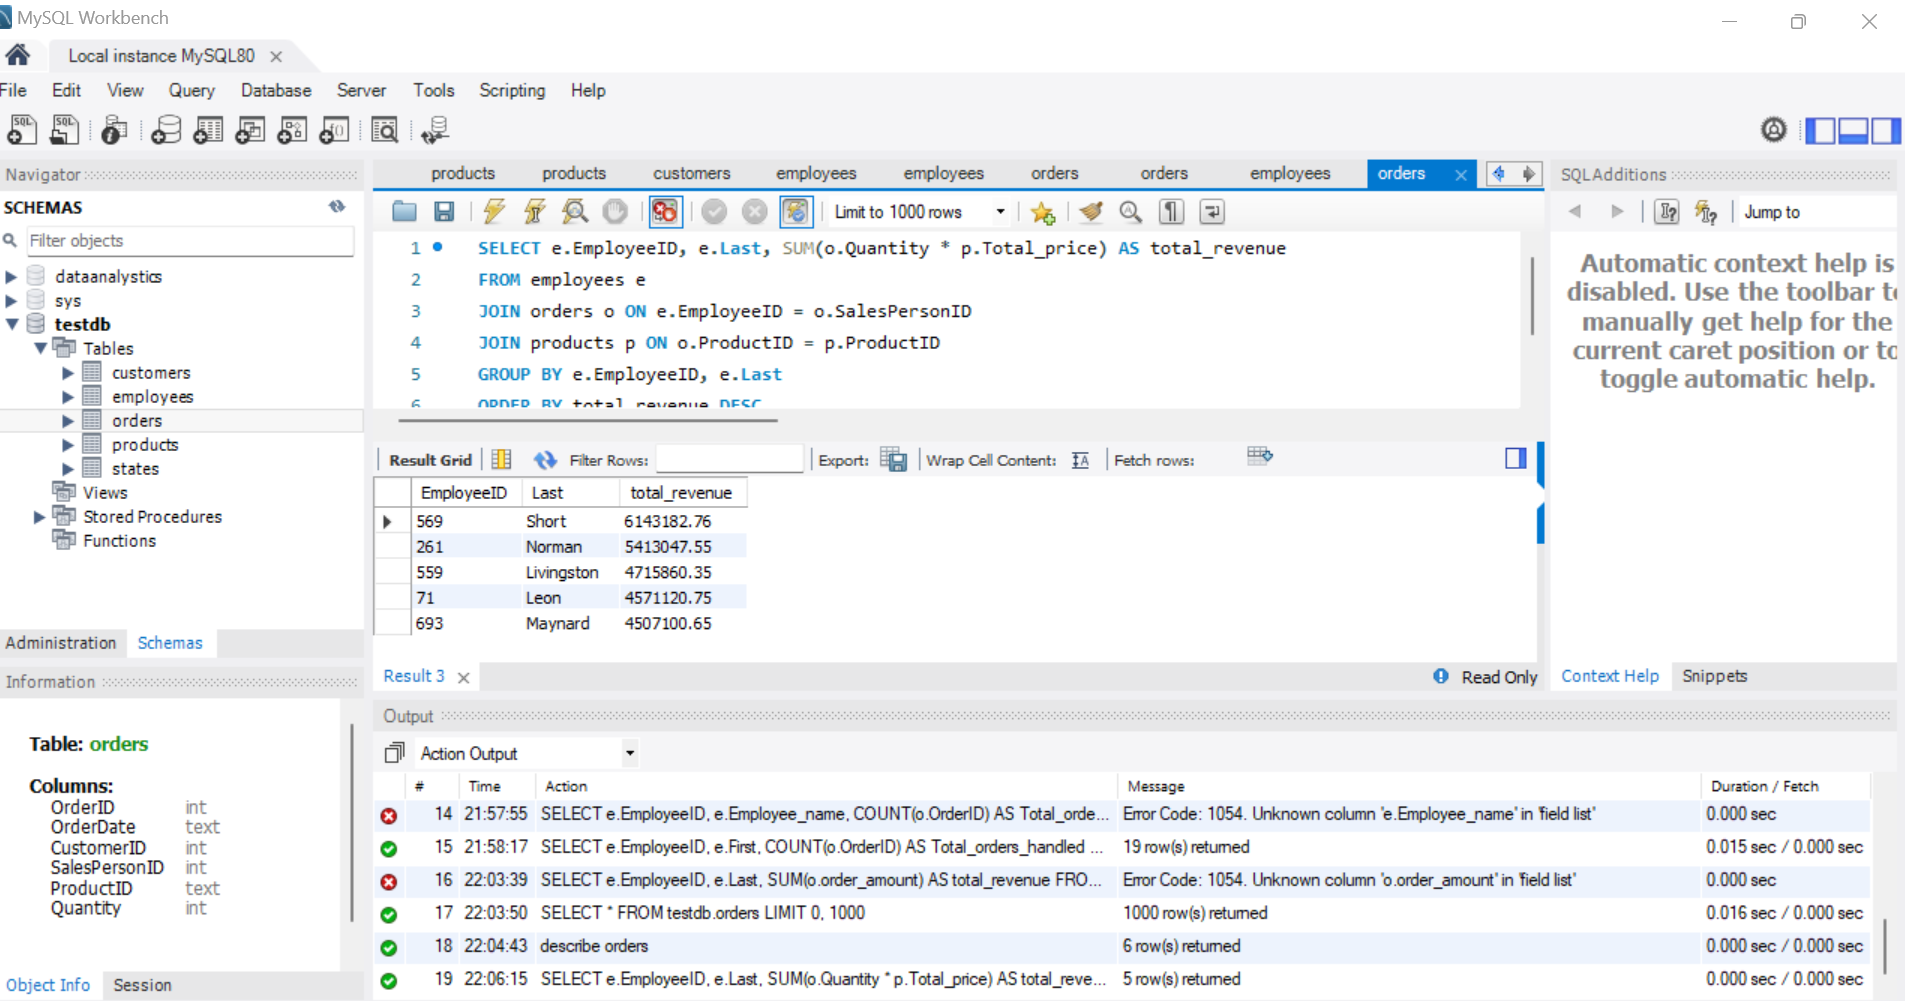 MySQL Workbench
Local instance MySQL80
File Edit View Query Database Server Tools Scripting Help
Navigator
SCHEMAS
Filter objects
dataanalystics
sys
testdb
Tables
customers
employees
orders
products
states
Views
Stored Procedures
Functions
Administration Schemas
Information
Table: orders
Columns:
OrderID int
OrderDate text
CustomerID int
SalesPersonID int
ProductID text
Quantity int
Object Info Session
products products customers employees employees orders orders employees orders
Limit to 1000 rows
1 SELECT e.EmployeeID, e.Last, SUM(o.Quantity * p.Total_price) AS total_revenue
2 FROM employees e
3 JOIN orders o ON e.EmployeeID = o.SalesPersonID
4 JOIN products p ON o.ProductID = p.ProductID
5 GROUP BY e.EmployeeID, e.Last
6 ORDER BY total_revenue DESC
Result Grid Filter Rows: Export: Wrap Cell Content: Fetch rows:
EmployeeID Last total_revenue
569 Short 6143182.76
261 Norman 5413047.55
559 Livingston 4715860.35
71 Leon 4571120.75
693 Maynard 4507100.65
Result 3
Read Only
SQLAdditions
Jump to
Automatic context help is
disabled. Use the toolbar to
manually get help for the
current caret position or to
toggle automatic help.
Context Help Snippets
Output
Action Output
# Time Action Message Duration / Fetch
14 21:57:55 SELECT e.EmployeeID, e.Employee_name, COUNT(o.OrderID) AS Total_orde... Error Code: 1054. Unknown column 'e.Employee_name' in 'field list' 0.000 sec
15 21:58:17 SELECT e.EmployeeID, e.First, COUNT(o.OrderID) AS Total_orders_handled ... 19 row(s) returned 0.015 sec / 0.000 sec
16 22:03:39 SELECT e.EmployeeID, e.Last, SUM(o.order_amount) AS total_revenue FRO... Error Code: 1054. Unknown column 'o.order_amount' in 'field list' 0.000 sec
17 22:03:50 SELECT * FROM testdb.orders LIMIT 0, 1000 1000 row(s) returned 0.016 sec / 0.000 sec
18 22:04:43 describe orders 6 row(s) returned 0.000 sec / 0.000 sec
19 22:06:15 SELECT e.EmployeeID, e.Last, SUM(o.Quantity * p.Total_price) AS total_reve... 5 row(s) returned 0.000 sec / 0.000 sec